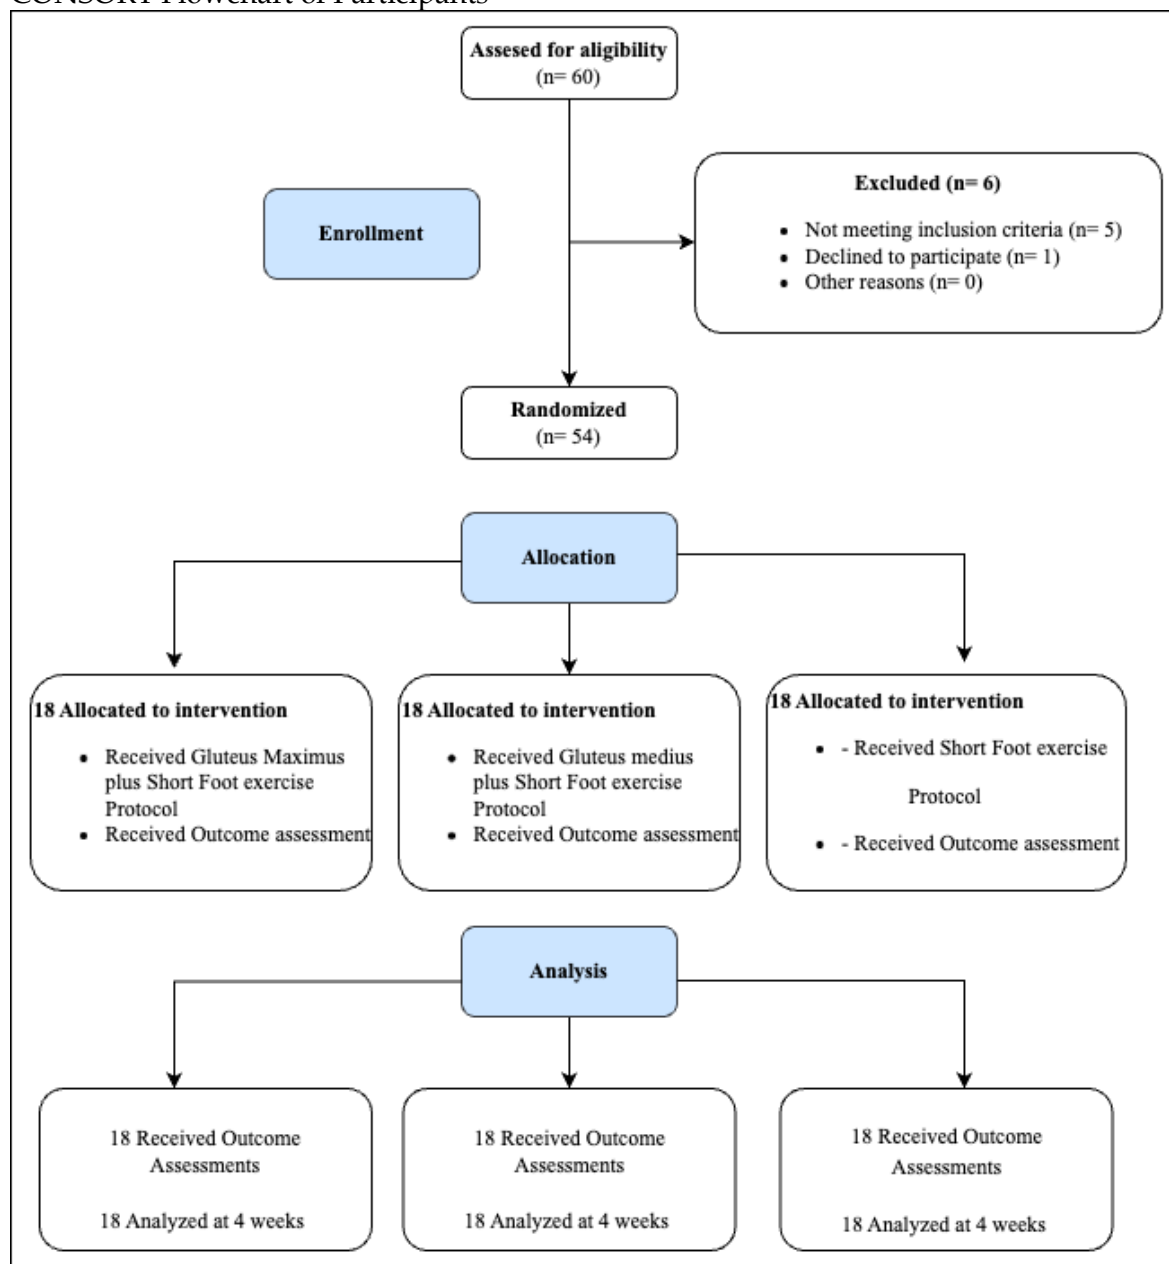 CONSORT Flowchart of Participants
Assesed for aligibility
(n= 60)
Excluded (n= 6)
• Not meeting inclusion criteria (n= 5)
• Declined to participate (n= 1)
• Other reasons (n= 0)
Enrollment
Randomized
(n= 54)
Allocation
18 Allocated to intervention
• Received Gluteus Maximus
plus Short Foot exercise
Protocol
• Received Outcome assessment
18 Allocated to intervention
• Received Gluteus medius
plus Short Foot exercise
Protocol
• Received Outcome assessment
18 Allocated to intervention
• - Received Short Foot exercise
Protocol
• - Received Outcome assessment
Analysis
18 Received Outcome
Assessments
18 Analyzed at 4 weeks
18 Received Outcome
Assessments
18 Analyzed at 4 weeks
18 Received Outcome
Assessments
18 Analyzed at 4 weeks